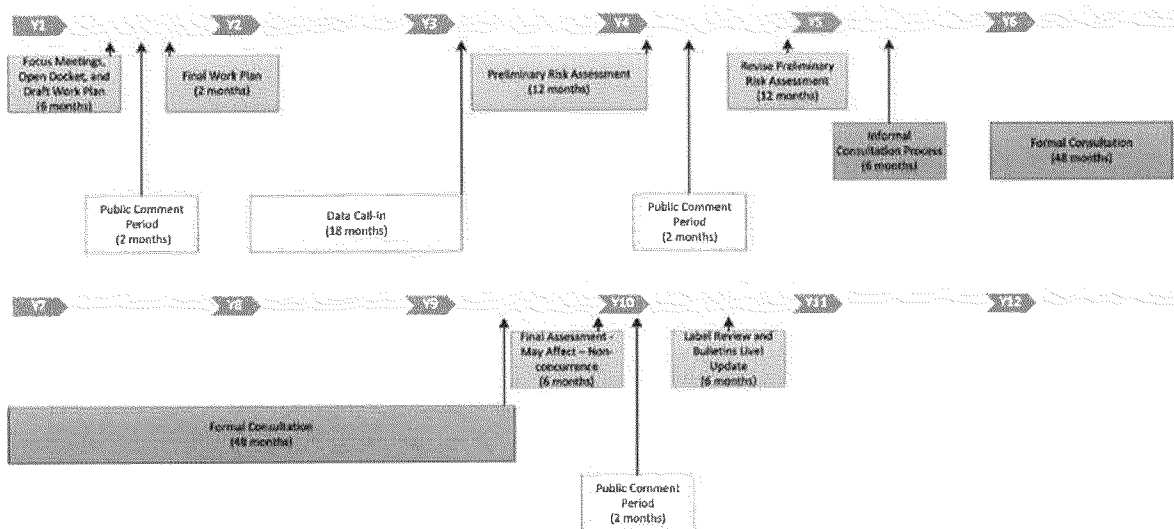 Y1
Y2
Y3
Y4
Y5
Y6
Focus Meetings,
Open Docket, and
Draft Work Plan
(6 months)
Final Work Plan
(2 months)
Preliminary Risk Assessment
(12 months)
Revise Preliminary
Risk Assessment
(12 months)
Informal
Consultation Process
(6 months)
Formal Consultation
(48 months)
Public Comment
Period
(2 months)
Data Call-in
(18 months)
Public Comment
Period
(2 months)
Y7
Y8
Y9
Y10
Y11
Y12
Final Assessment -
May Affect – Non-
concurrence
(6 months)
Label Review and
Bulletins Live!
Update
(6 months)
Formal Consultation
(48 months)
Public Comment
Period
(2 months)